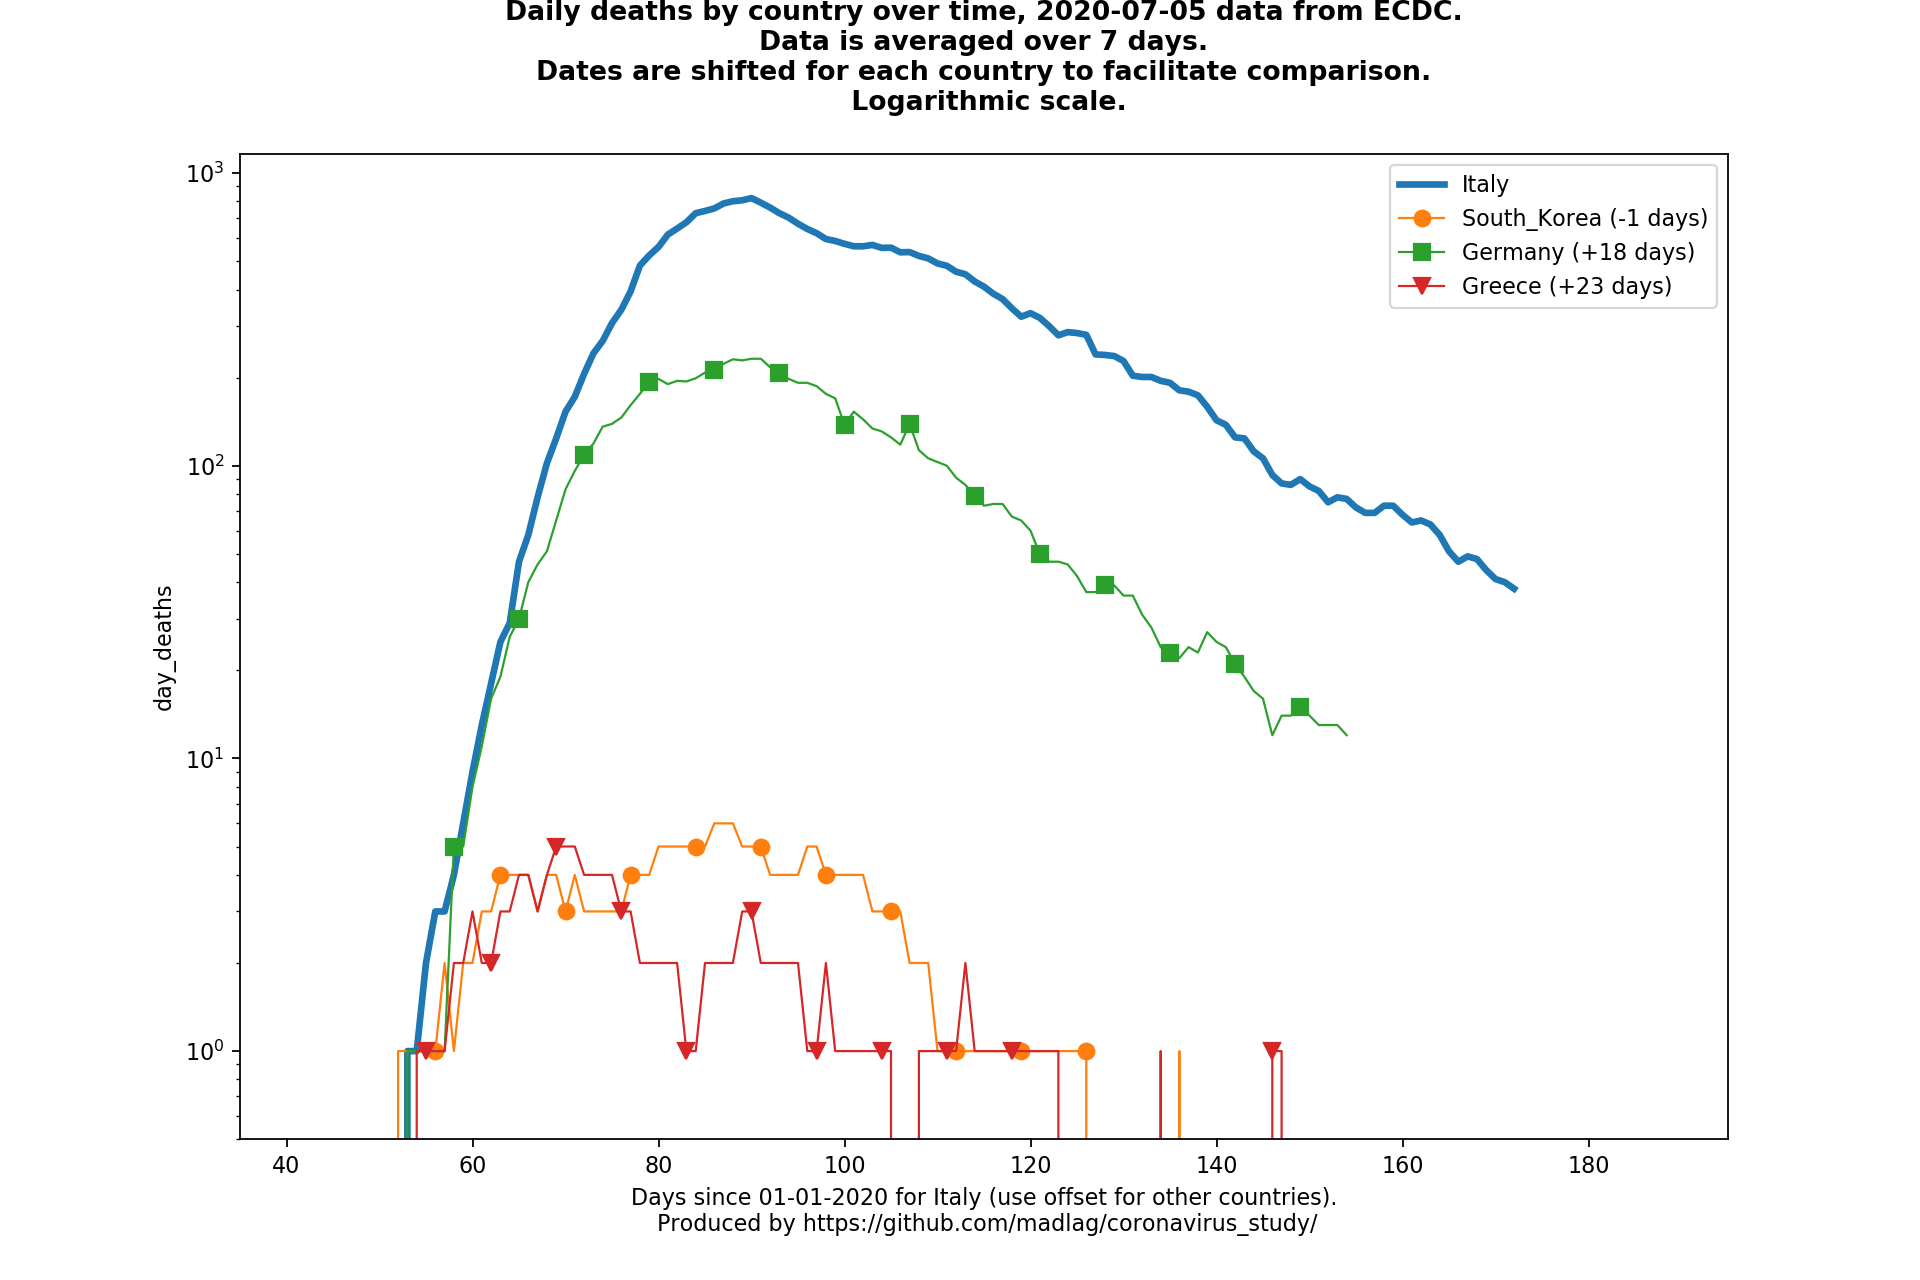 Daily deaths by country over time, 2020-07-05 data from ECDC.
Data is averaged over 7 days.
Dates are shifted for each country to facilitate comparison.
Logarithmic scale.
10³
10²
10¹
10⁰
day_deaths
Italy
South_Korea (-1 days)
Germany (+18 days)
Greece (+23 days)
40 60 80 100 120 140 160 180
Days since 01-01-2020 for Italy (use offset for other countries).
Produced by https://github.com/madlag/coronavirus_study/